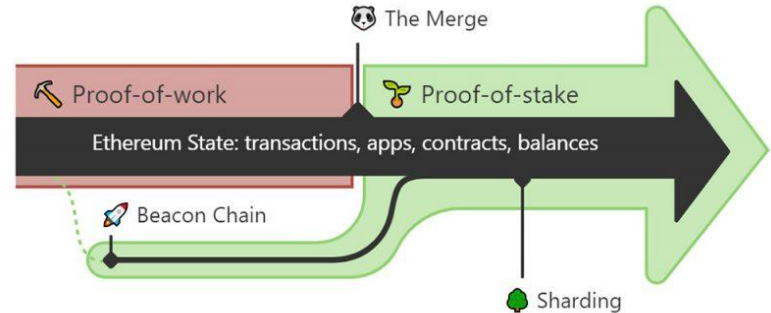 The Merge
Proof-of-work
Proof-of-stake
Ethereum State: transactions, apps, contracts, balances
Beacon Chain
Sharding